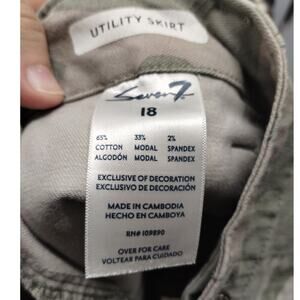 UTILITY SKIRT
Seven7
18
65% 33% 2%
COTTON MODAL SPANDEX
ALGODÓN MODAL SPANDEX
EXCLUSIVE OF DECORATION
EXCLUSIVO DE DECORACIÓN
MADE IN CAMBODIA
HECHO EN CAMBOYA
RN# 109890
OVER FOR CARE
VOLTEAR PARA CUIDADO